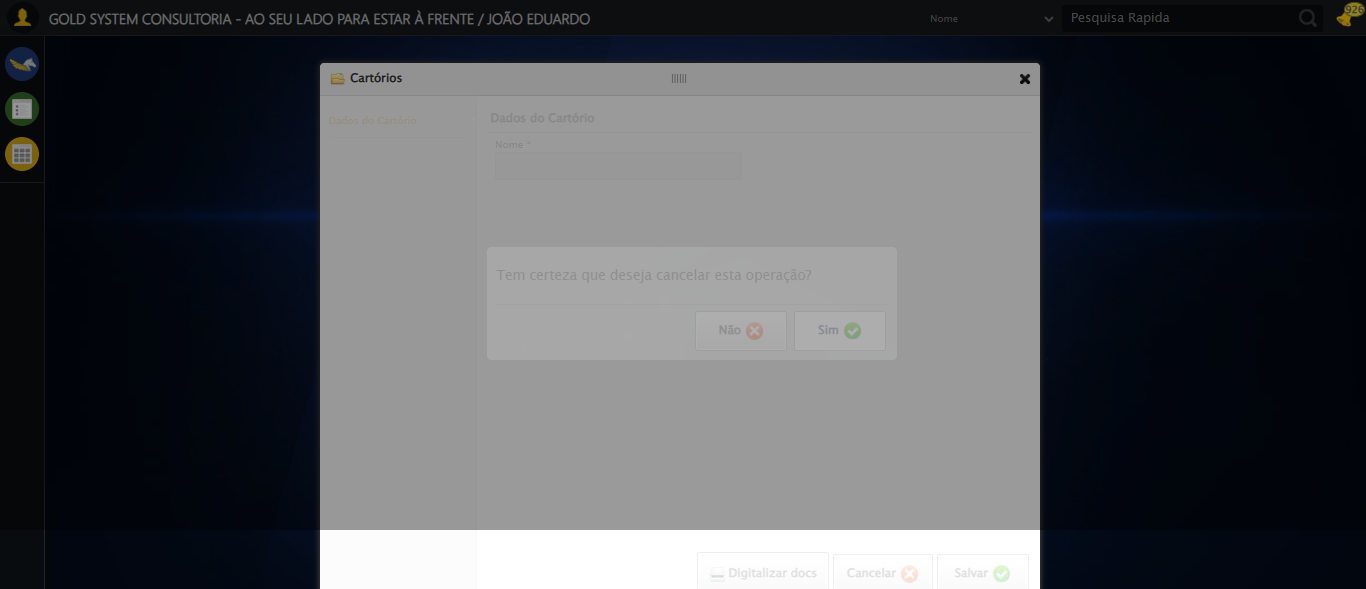 GOLD SYSTEM CONSULTORIA - AO SEU LADO PARA ESTAR À FRENTE / JOÃO EDUARDO
Nome
Pesquisa Rapida
926
Cartórios
Dados do Cartório
Dados do Cartório
Nome *
Tem certeza que deseja cancelar esta operação?
Não
Sim
Digitalizar docs
Cancelar
Salvar